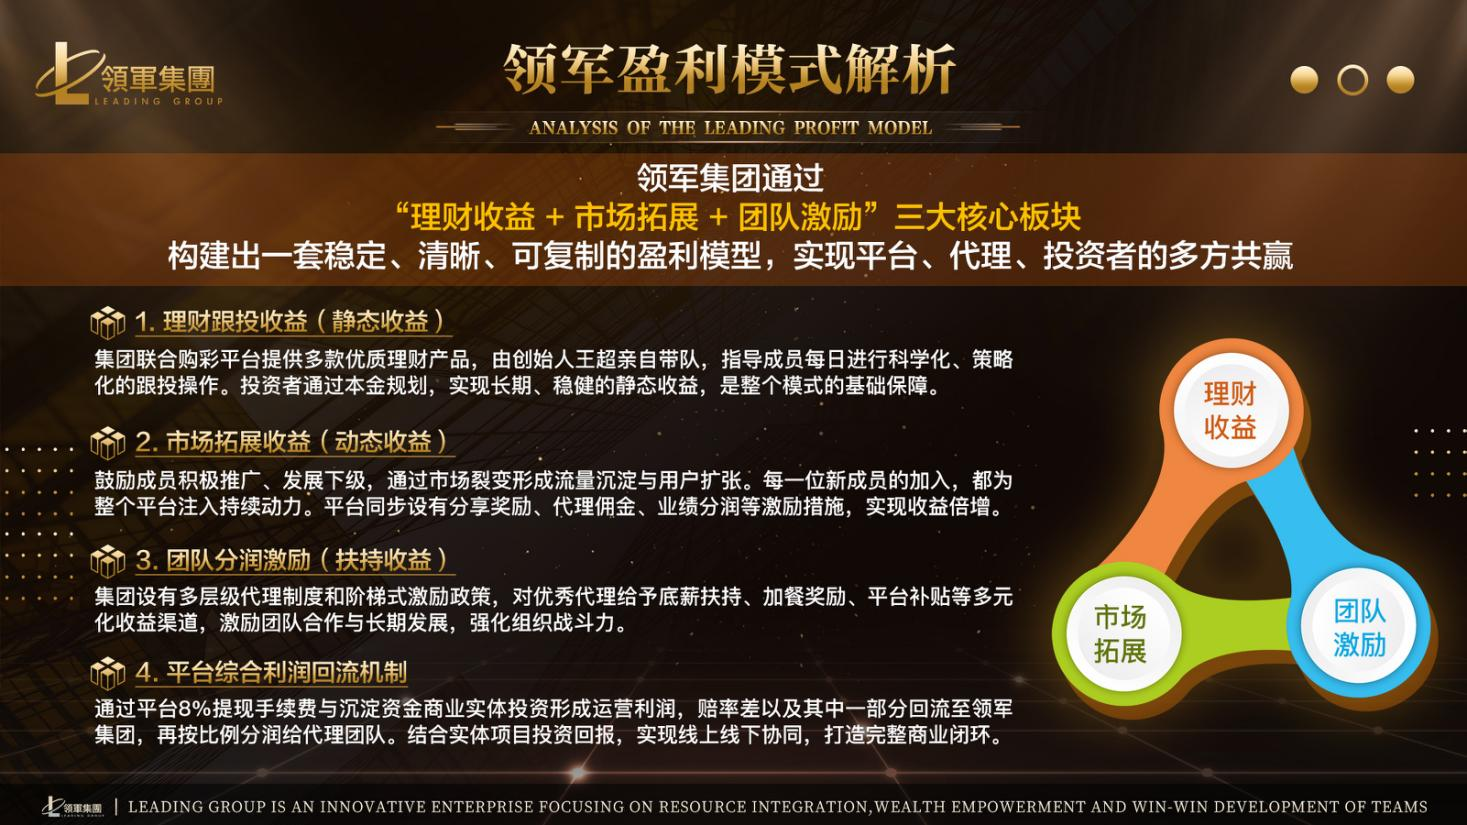 領軍集團
LEADING GROUP
领军盈利模式解析
ANALYSIS OF THE LEADING PROFIT MODEL
领军集团通过
“理财收益 + 市场拓展 + 团队激励”三大核心板块
构建出一套稳定、清晰、可复制的盈利模型，实现平台、代理、投资者的多方共赢
1. 理财跟投收益（静态收益）
集团联合购彩平台提供多款优质理财产品，由创始人王超亲自带队，指导成员每日进行科学化、策略
化的跟投操作。投资者通过本金规划，实现长期、稳健的静态收益，是整个模式的基础保障。
2. 市场拓展收益（动态收益）
鼓励成员积极推广、发展下级，通过市场裂变形成流量沉淀与用户扩张。每一位新成员的加入，都为
整个平台注入持续动力。平台同步设有分享奖励、代理佣金、业绩分润等激励措施，实现收益倍增。
3. 团队分润激励（扶持收益）
集团设有多层级代理制度和阶梯式激励政策，对优秀代理给予底薪扶持、加餐奖励、平台补贴等多元
化收益渠道，激励团队合作与长期发展，强化组织战斗力。
4. 平台综合利润回流机制
通过平台8%提现手续费与沉淀资金商业实体投资形成运营利润，赔率差以及其中一部分回流至领军
集团，再按比例分润给代理团队。结合实体项目投资回报，实现线上线下协同，打造完整商业闭环。
理财
收益
市场
拓展
团队
激励
領軍集團
LEADING GROUP
LEADING GROUP IS AN INNOVATIVE ENTERPRISE FOCUSING ON RESOURCE INTEGRATION,WEALTH EMPOWERMENT AND WIN-WIN DEVELOPMENT OF TEAMS